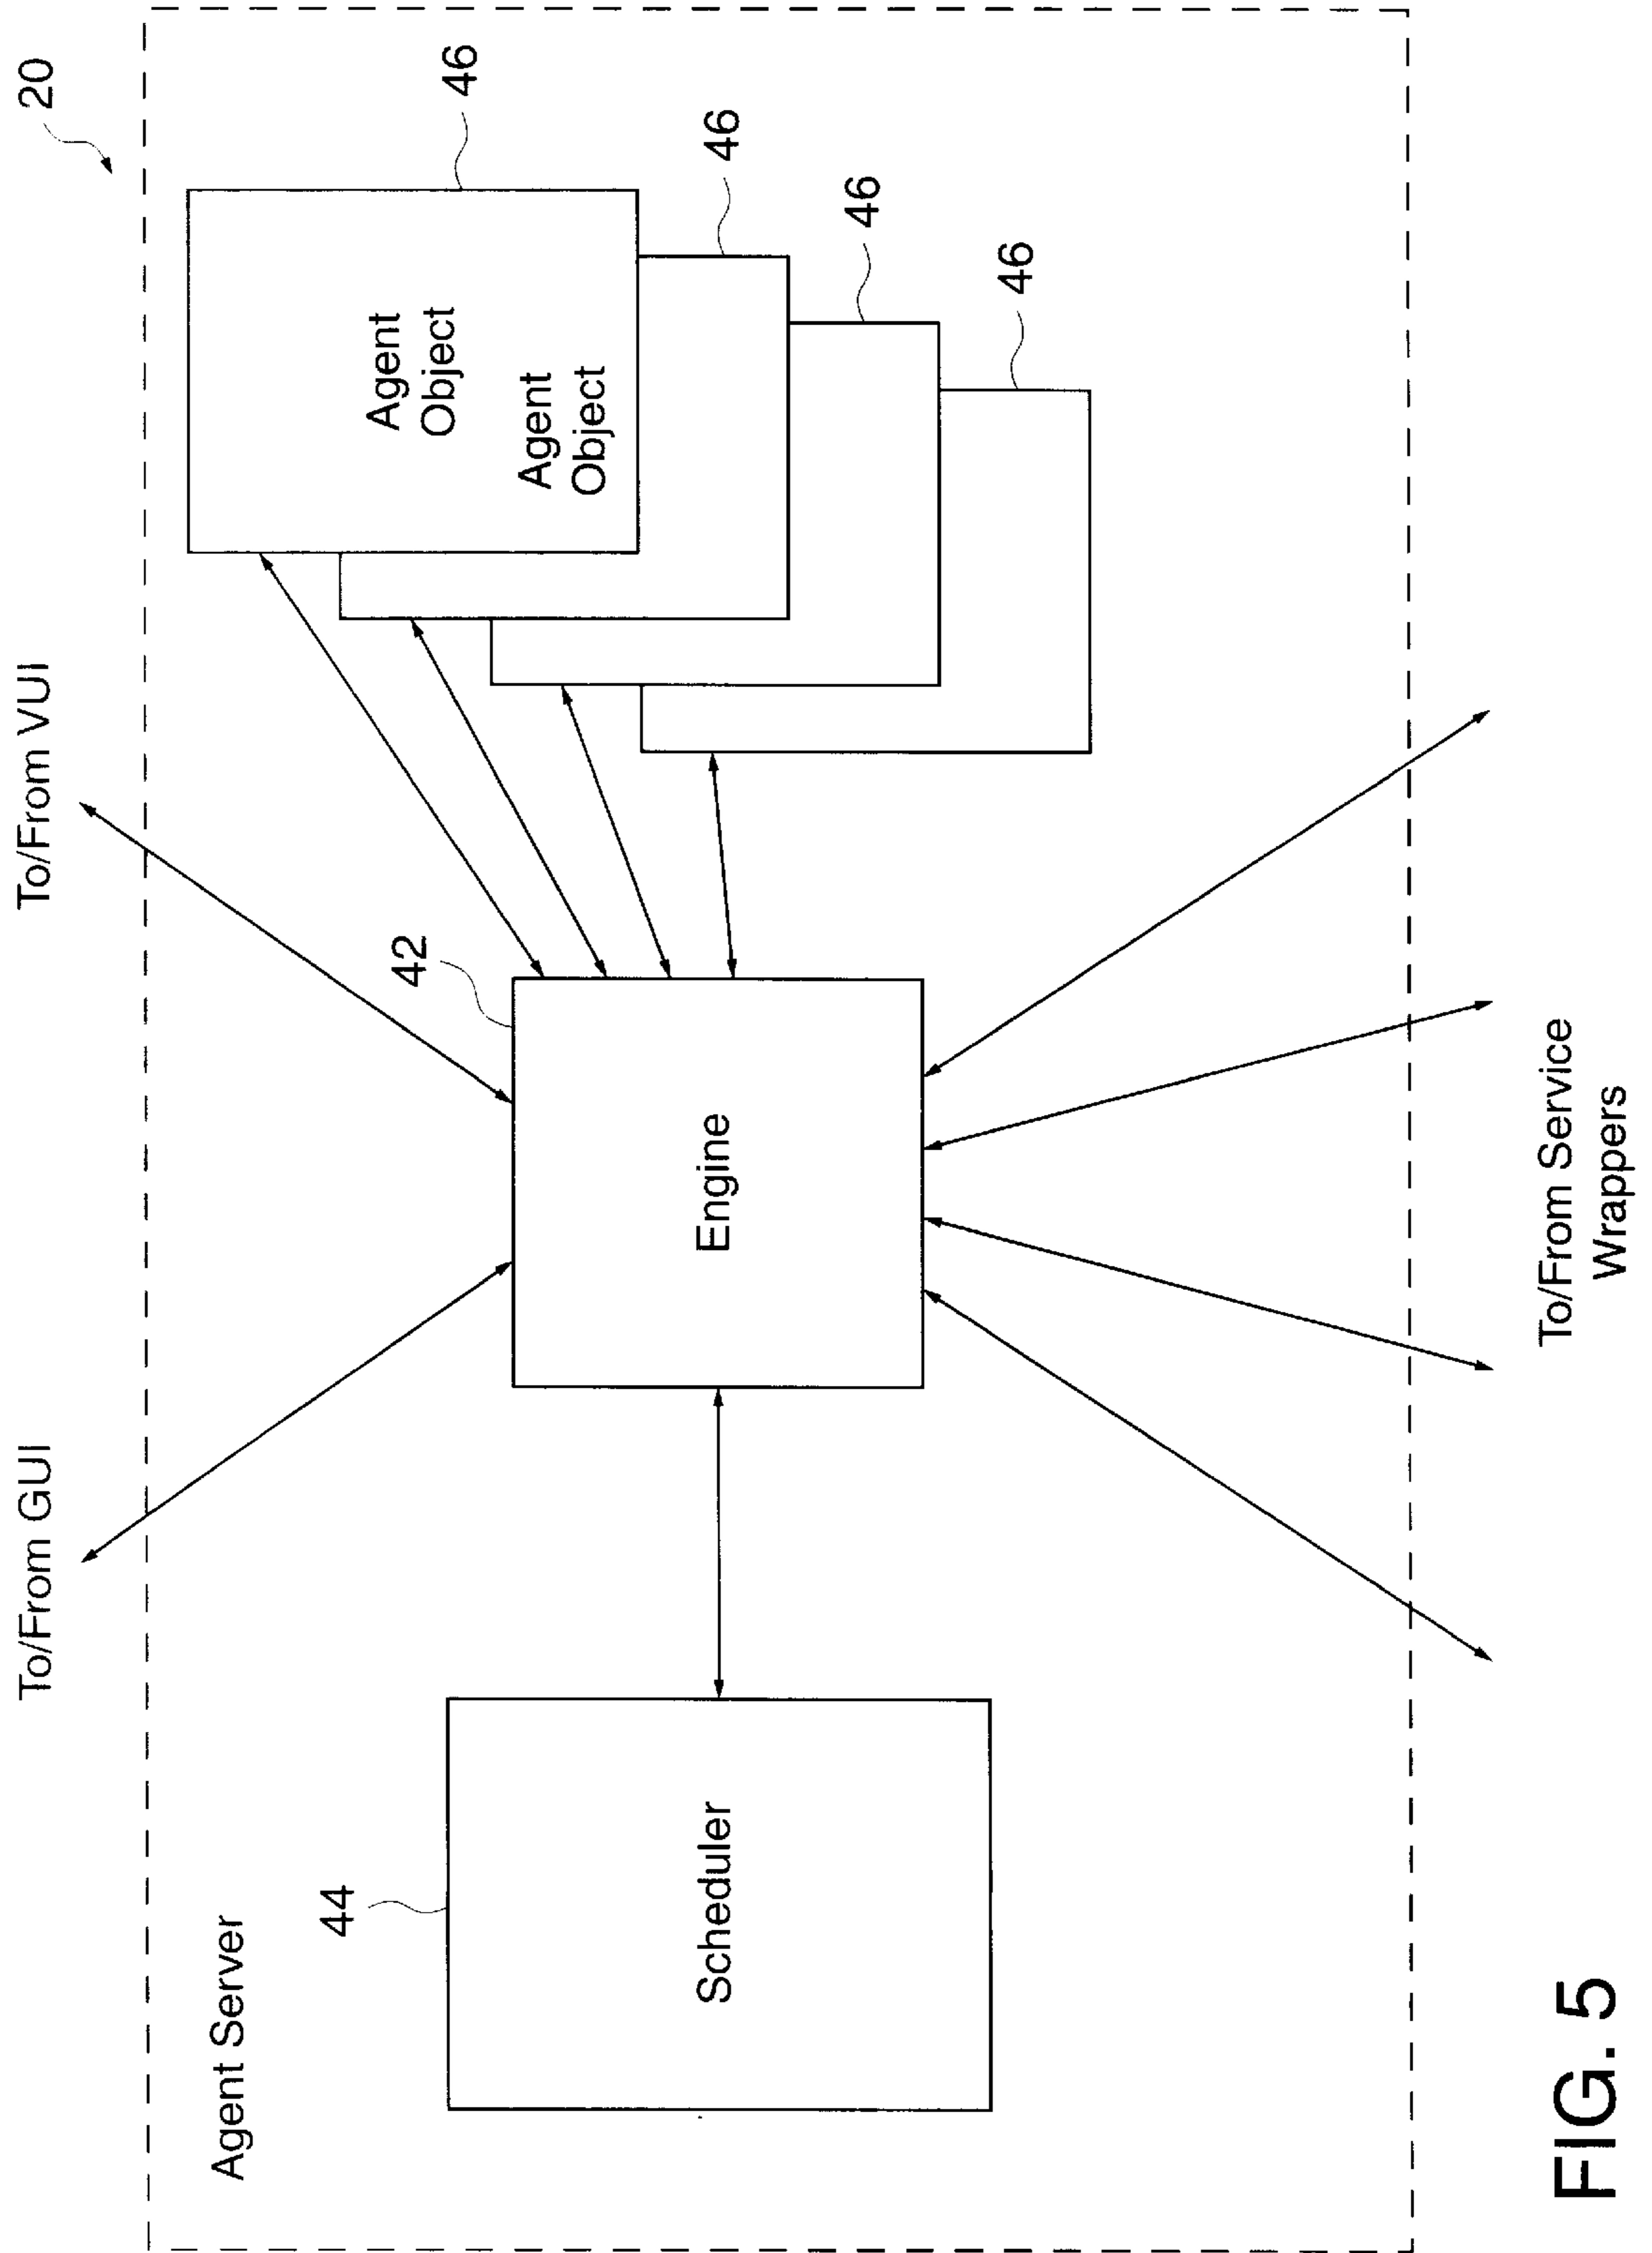 To/From GUI
To/From VUI
20
Agent Server
44
Scheduler
42
Engine
46
46
46
46
Agent
Object
Agent
Object
To/From Service
Wrappers
FIG. 5